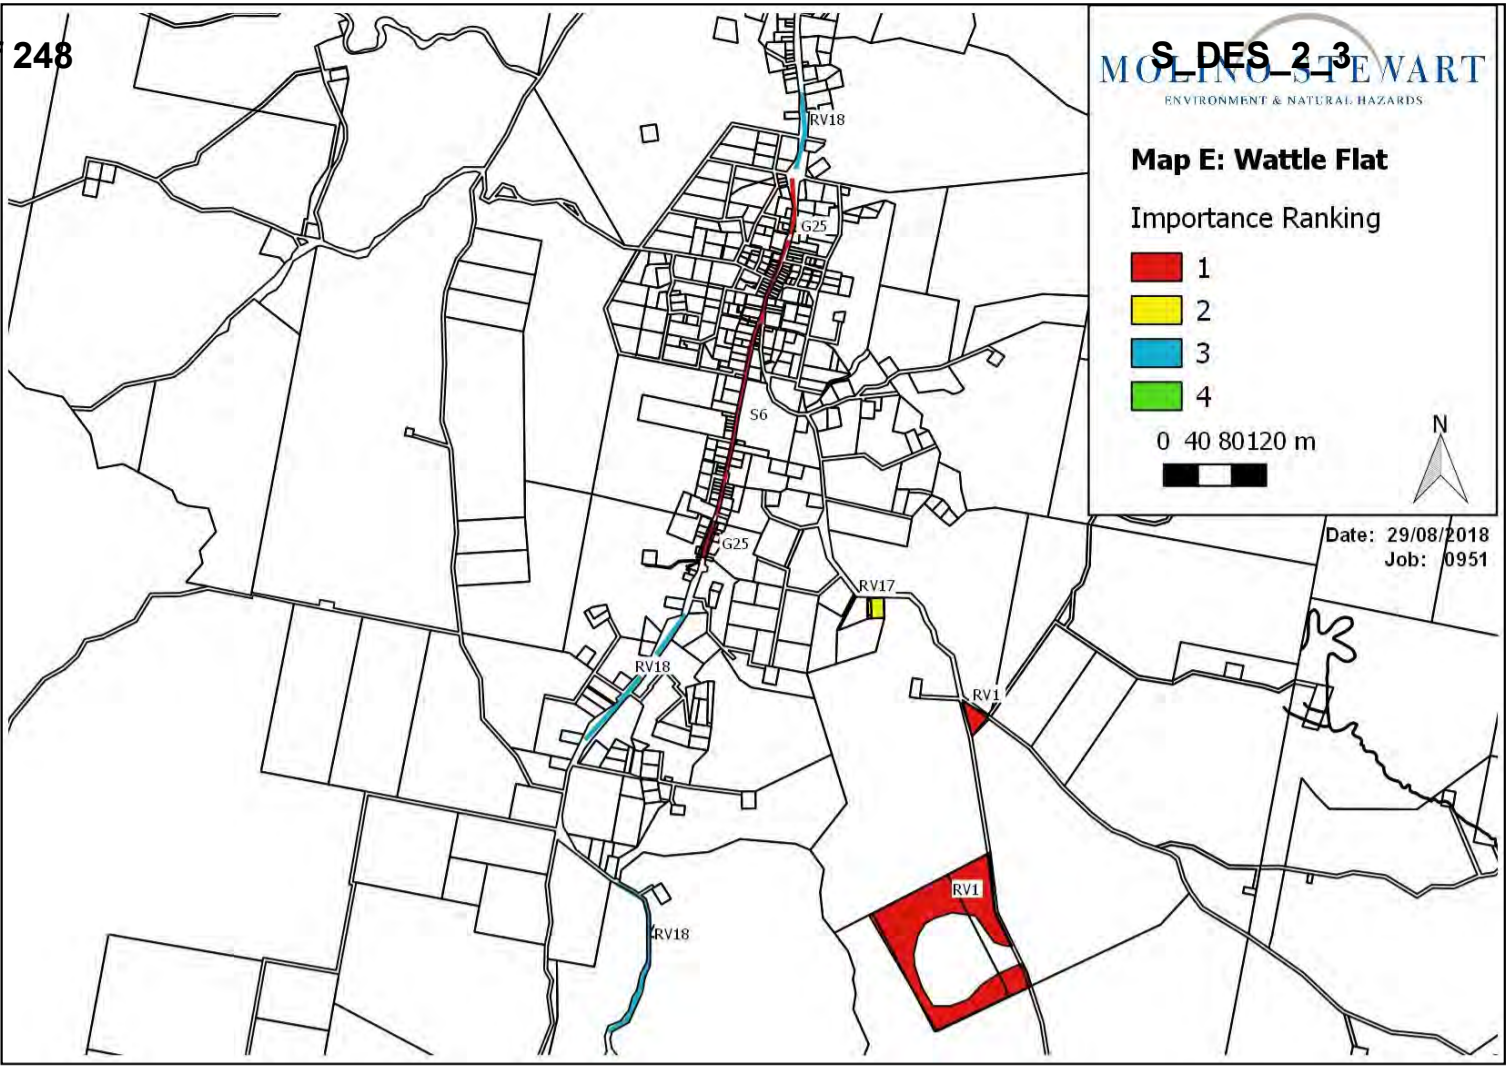 248
S_DES_2_3
MOLINO STEWART
ENVIRONMENT & NATURAL HAZARDS
Map E: Wattle Flat
Importance Ranking
1
2
3
4
0 40 80120 m
N
Date: 29/08/2018
Job: 0951
RV18
G25
S6
G25
RV17
RV18
RV1
RV1
RV18